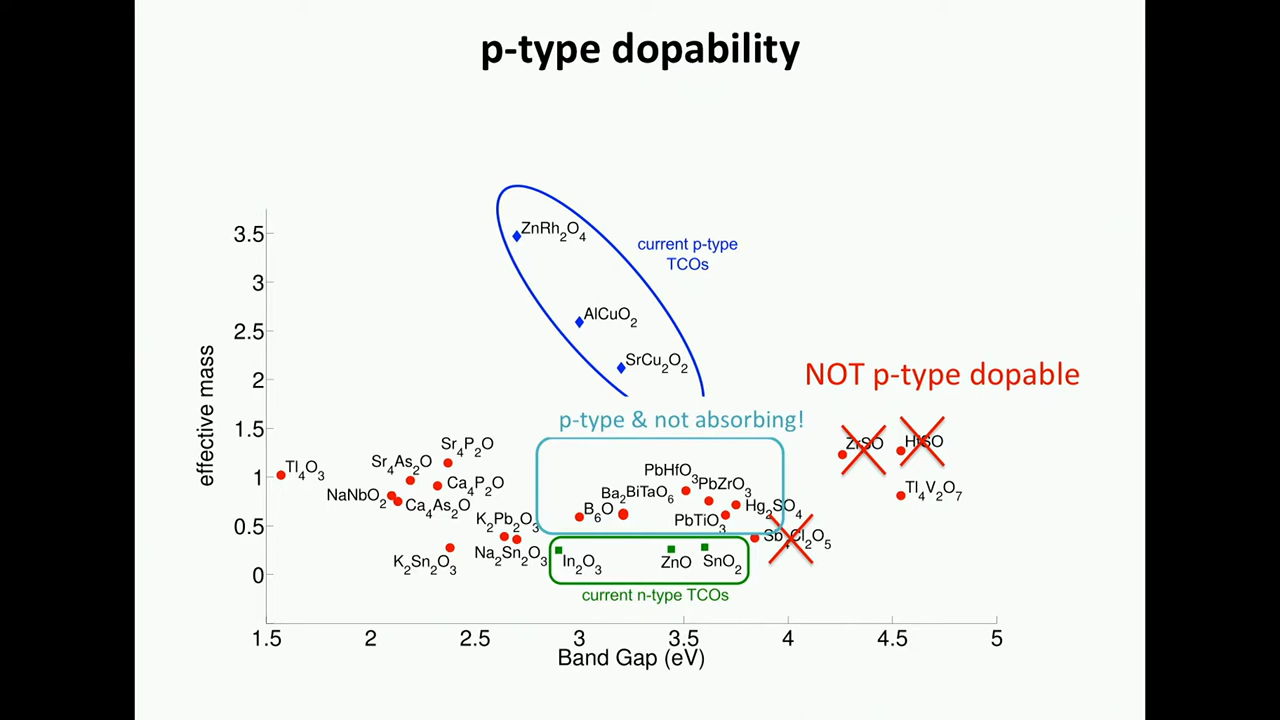 p-type dopability
ZnRh2O4
current p-type
TCOs
AlCuO2
SrCu2O2
NOT p-type dopable
p-type & not absorbing!
effective mass
3.5
3
2.5
2
1.5
1
0.5
0
Tl4O3
Sr4P2O
Sr4As2O
Ca4P2O
NaNbO2
Ca4As2O
K2Pb2O3
K2Sn2O3
Na2Sn2O3
PbHfO3
PbZrO3
Ba2BiTaO6
B6O
Hg2SO4
PbTiO3
ZrSO
HfSO
Tl4V2O7
Sb4Cl2O5
In2O3
ZnO
SnO2
current n-type TCOs
1.5 2 2.5 3 3.5 4 4.5 5
Band Gap (eV)